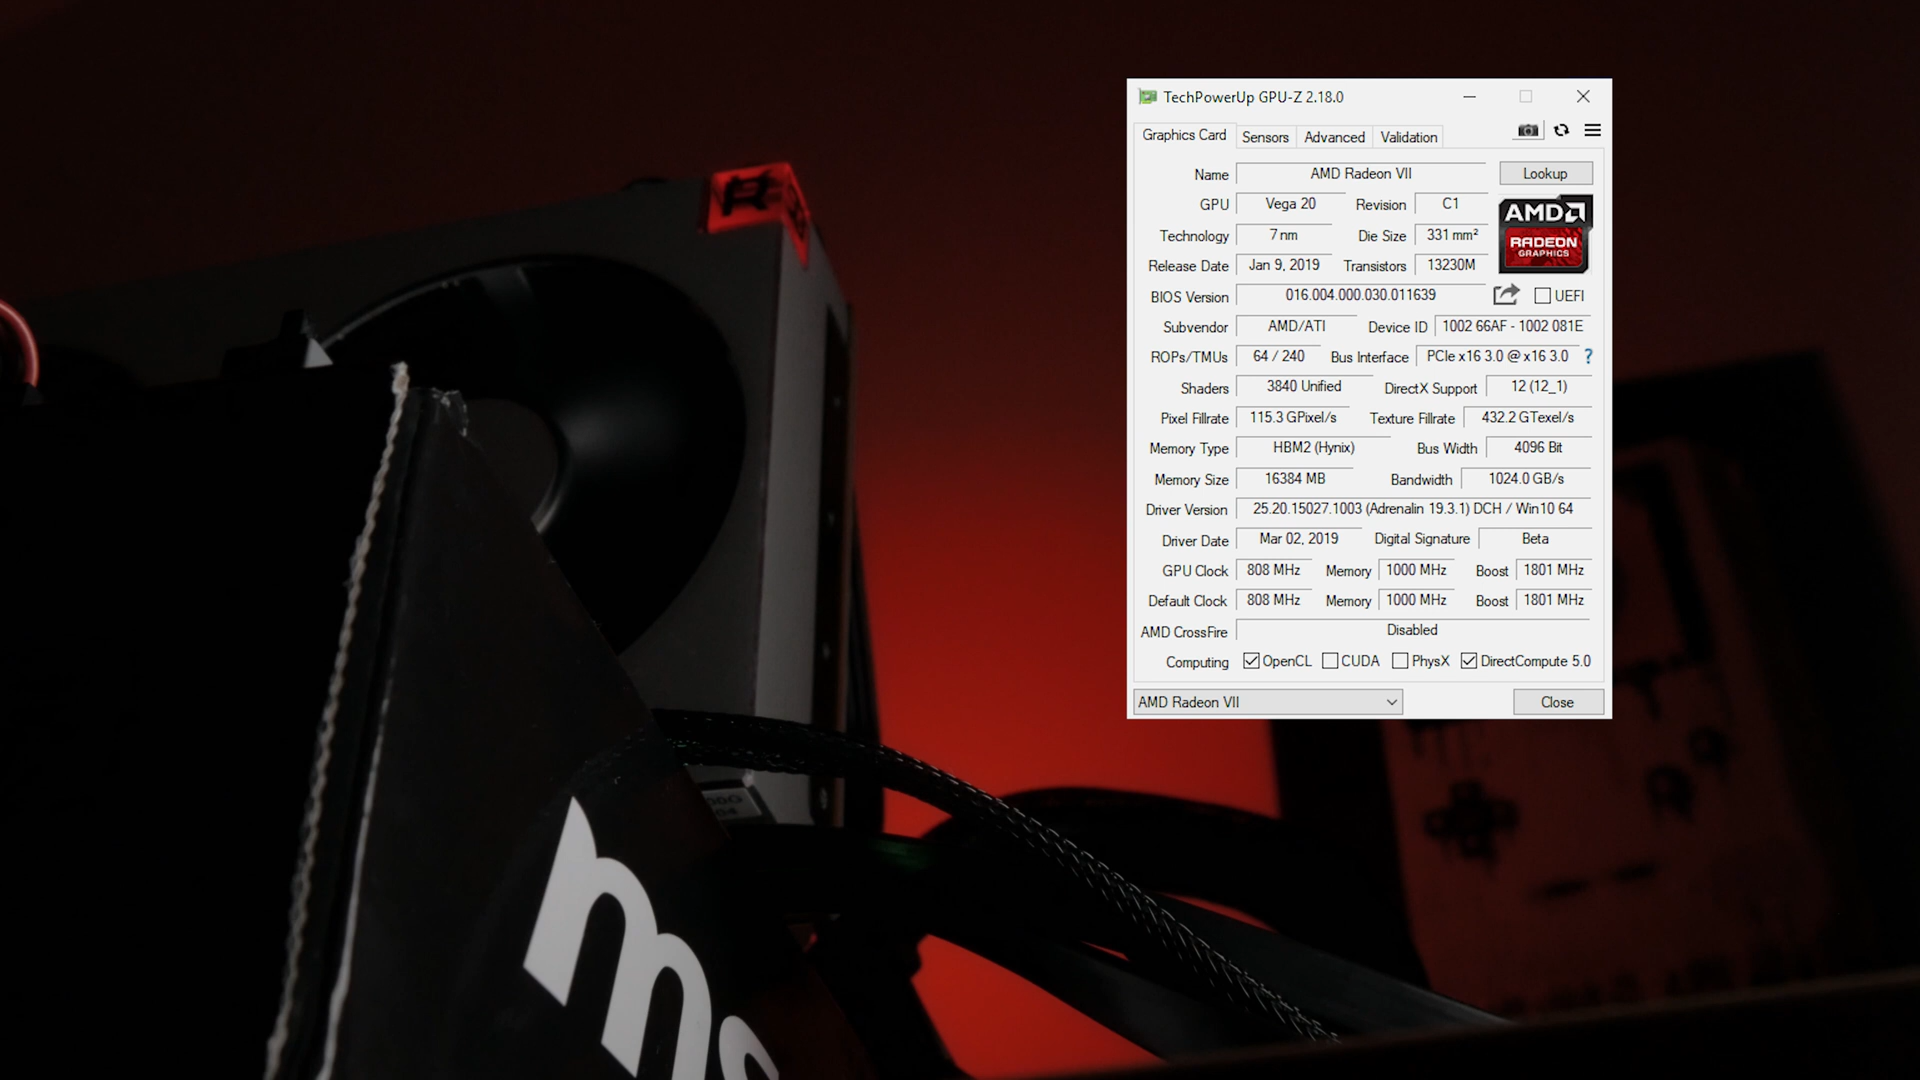 TechPowerUp GPU-Z 2.18.0
Graphics Card Sensors Advanced Validation
Name AMD Radeon VII Lookup
GPU Vega 20 Revision C1
AMD
RADEON
GRAPHICS
Technology 7 nm Die Size 331 mm²
Release Date Jan 9, 2019 Transistors 13230M
BIOS Version 016.004.000.030.011639 UEFI
Subvendor AMD/ATI Device ID 1002 66AF - 1002 081E
ROPs/TMUs 64 / 240 Bus Interface PCIe x16 3.0 @ x16 3.0 ?
Shaders 3840 Unified DirectX Support 12 (12_1)
Pixel Fillrate 115.3 GPixel/s Texture Fillrate 432.2 GTexel/s
Memory Type HBM2 (Hynix) Bus Width 4096 Bit
Memory Size 16384 MB Bandwidth 1024.0 GB/s
Driver Version 25.20.15027.1003 (Adrenalin 19.3.1) DCH / Win10 64
Driver Date Mar 02, 2019 Digital Signature Beta
GPU Clock 808 MHz Memory 1000 MHz Boost 1801 MHz
Default Clock 808 MHz Memory 1000 MHz Boost 1801 MHz
AMD CrossFire Disabled
Computing OpenCL CUDA PhysX DirectCompute 5.0
AMD Radeon VII Close
R